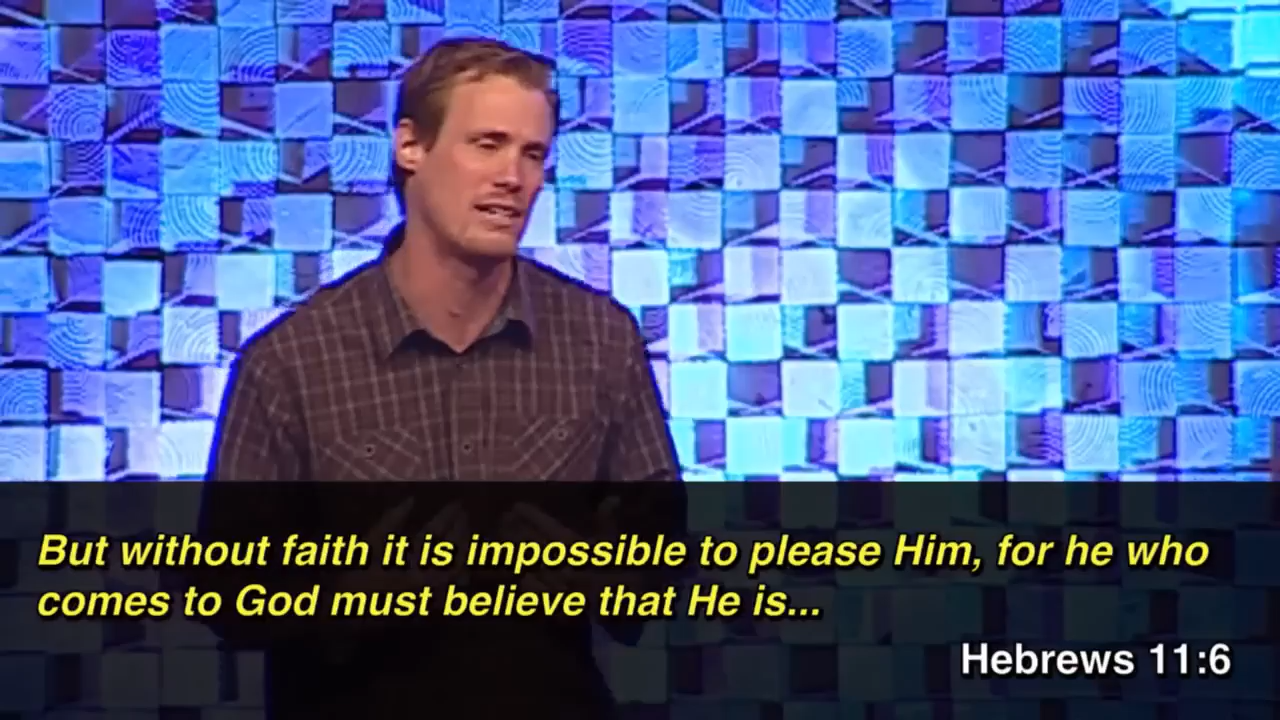 But without faith it is impossible to please Him, for he who
comes to God must believe that He is...
Hebrews 11:6